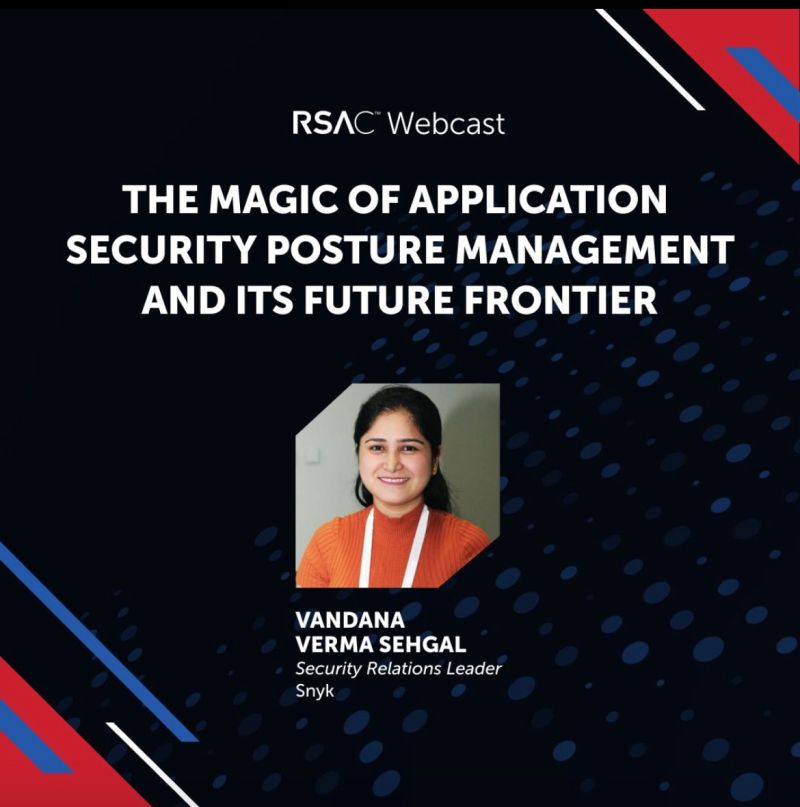 RSAC™ Webcast
THE MAGIC OF APPLICATION
SECURITY POSTURE MANAGEMENT
AND ITS FUTURE FRONTIER
VANDANA
VERMA SEHGAL
Security Relations Leader
Snyk